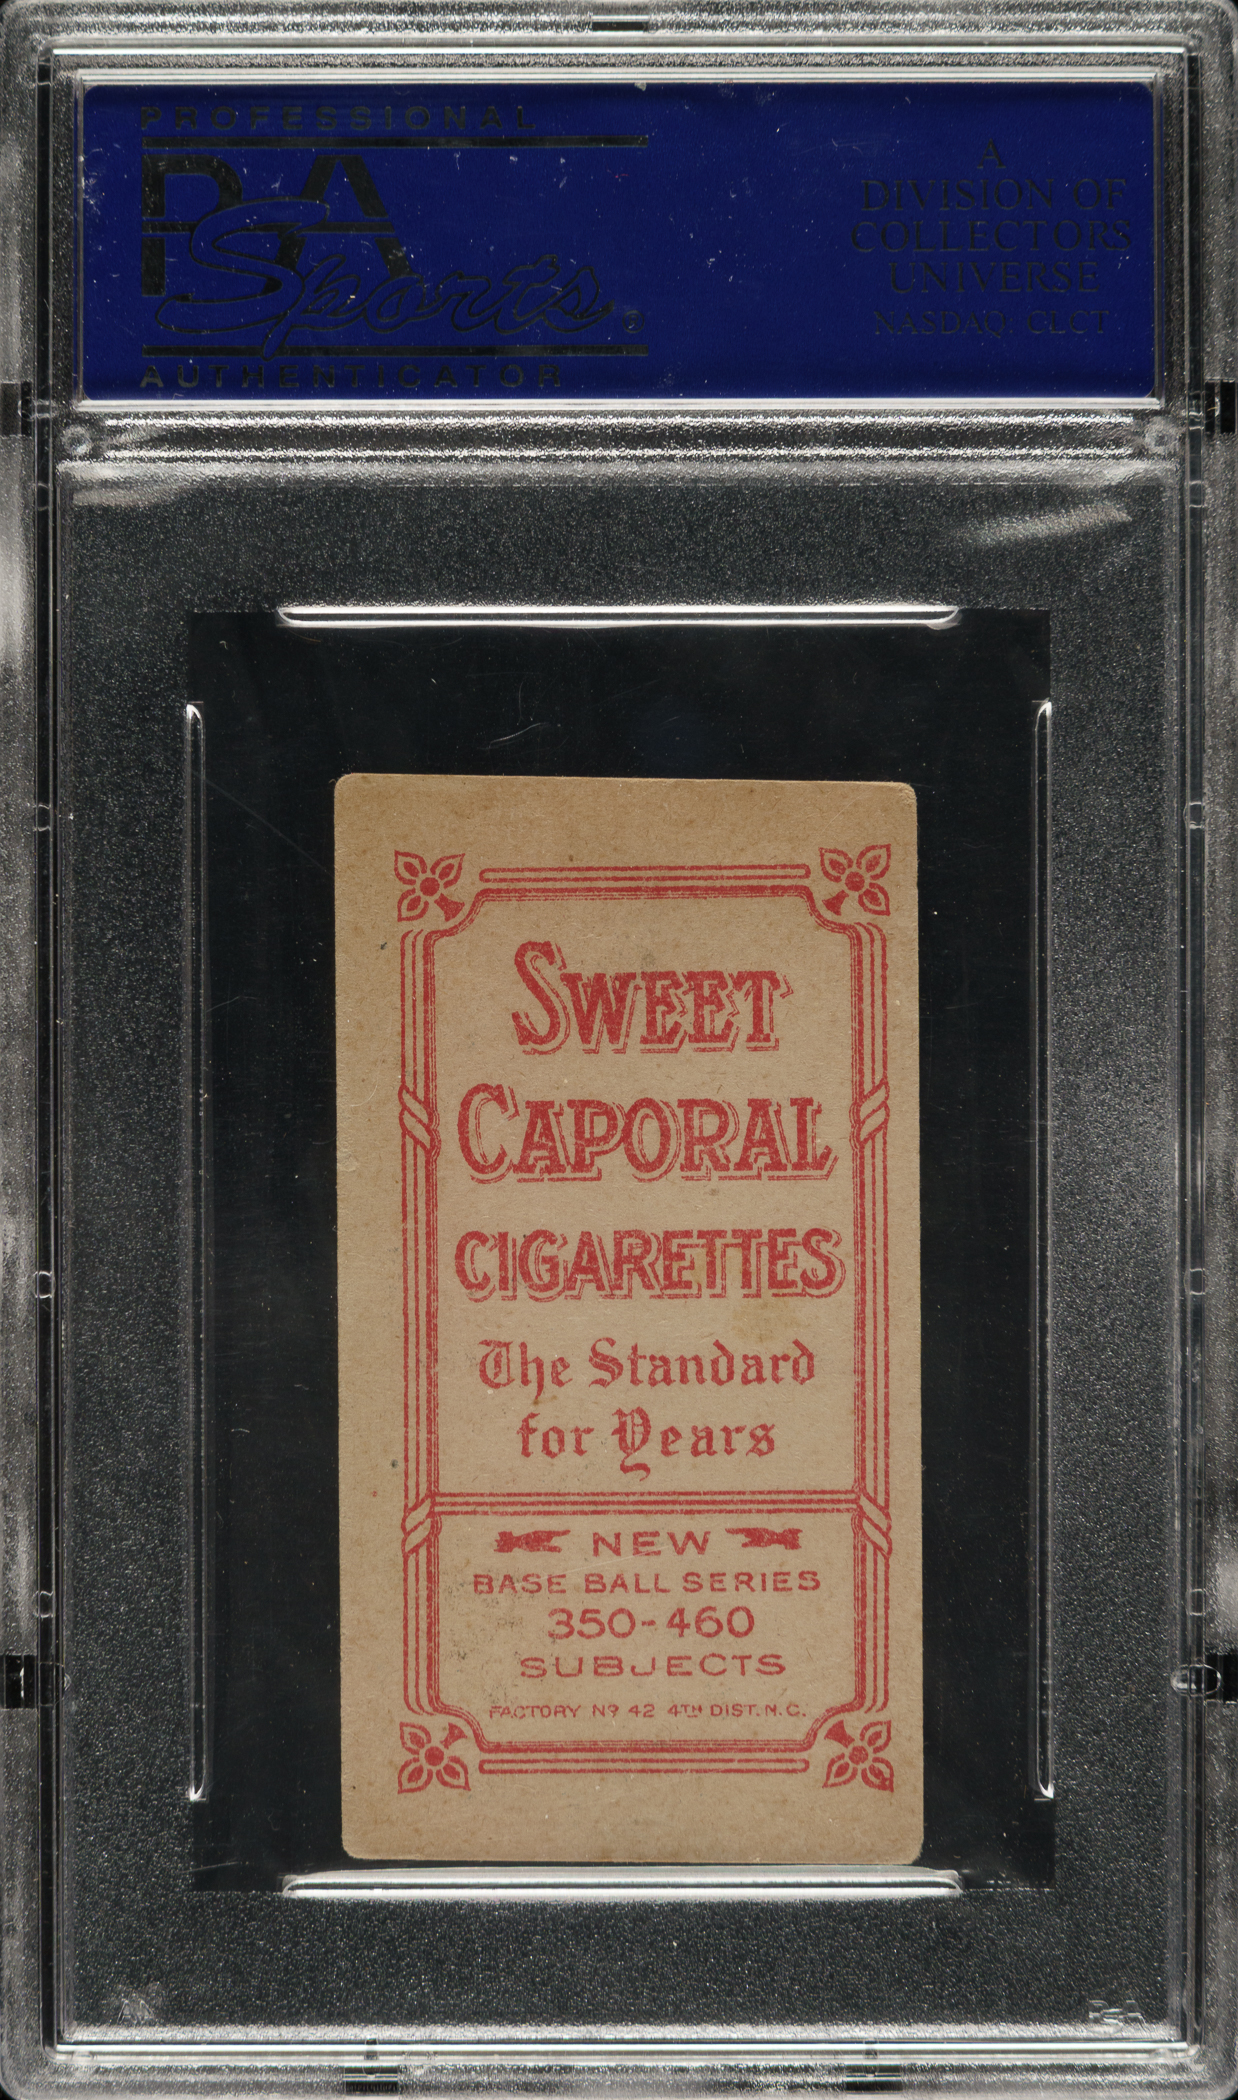 PROFESSIONAL
PSA
Sports®
AUTHENTICATOR
A
DIVISION OF
COLLECTORS
UNIVERSE
NASDAQ: CLCT
SWEET
CAPORAL
CIGARETTES
The Standard
for Years
NEW
BASE BALL SERIES
350-460
SUBJECTS
FACTORY Nº 42 4TH DIST. N.C.
PSA